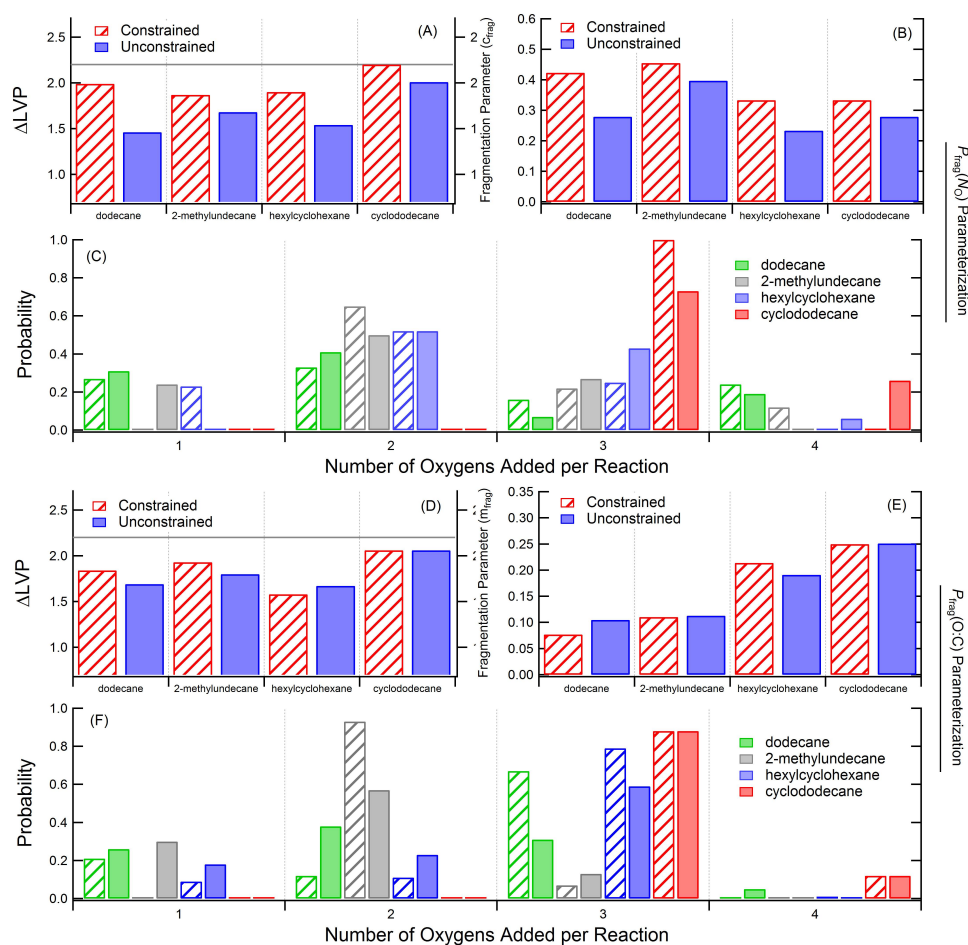 Constrained
Unconstrained
(A)
ΔLVP
2.5
2.0
1.5
1.0
dodecane
2-methylundecane
hexylcyclohexane
cyclododecane
Fragmentation Parameter (c_frag)
2
2
1
1
Constrained
Unconstrained
(B)
0.6
0.5
0.4
0.3
0.2
0.1
0.0
dodecane
2-methylundecane
hexylcyclohexane
cyclododecane
P_frag(N_O) Parameterization
(C)
Probability
1.0
0.8
0.6
0.4
0.2
0.0
dodecane
2-methylundecane
hexylcyclohexane
cyclododecane
1
2
3
4
Number of Oxygens Added per Reaction
Constrained
Unconstrained
(D)
ΔLVP
2.5
2.0
1.5
1.0
dodecane
2-methylundecane
hexylcyclohexane
cyclododecane
Fragmentation Parameter (m_frag)
Constrained
Unconstrained
(E)
0.35
0.30
0.25
0.20
0.15
0.10
0.05
0.00
dodecane
2-methylundecane
hexylcyclohexane
cyclododecane
P_frag(O:C) Parameterization
(F)
Probability
1.0
0.8
0.6
0.4
0.2
0.0
dodecane
2-methylundecane
hexylcyclohexane
cyclododecane
1
2
3
4
Number of Oxygens Added per Reaction